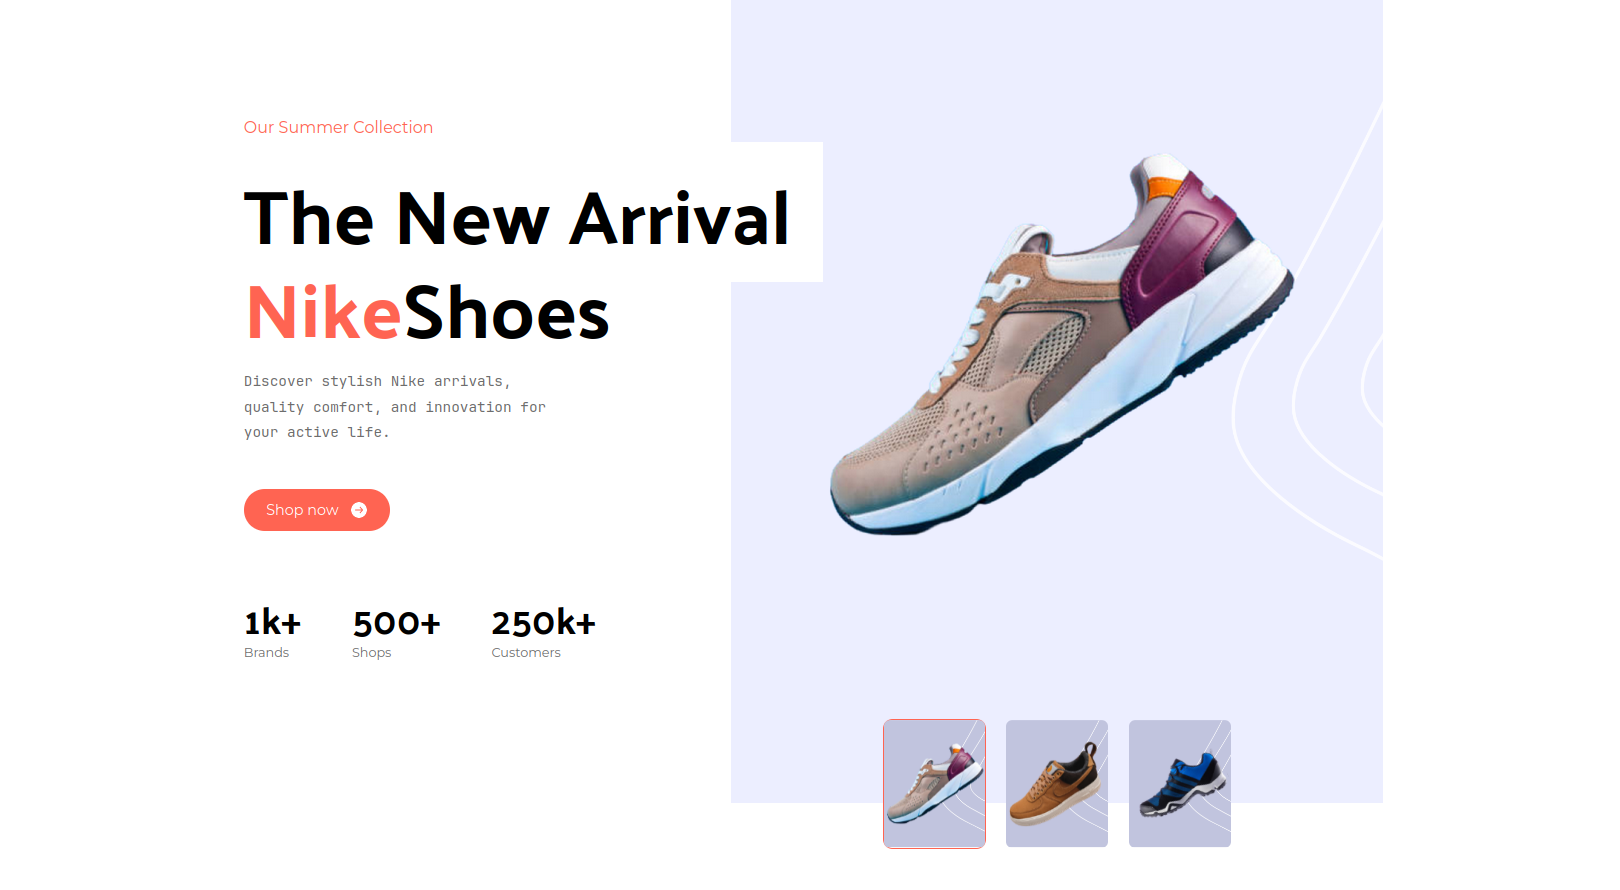 Our Summer Collection
The New Arrival
NikeShoes
Discover stylish Nike arrivals,
quality comfort, and innovation for
your active life.
Shop now
1k+ 500+ 250k+
Brands Shops Customers